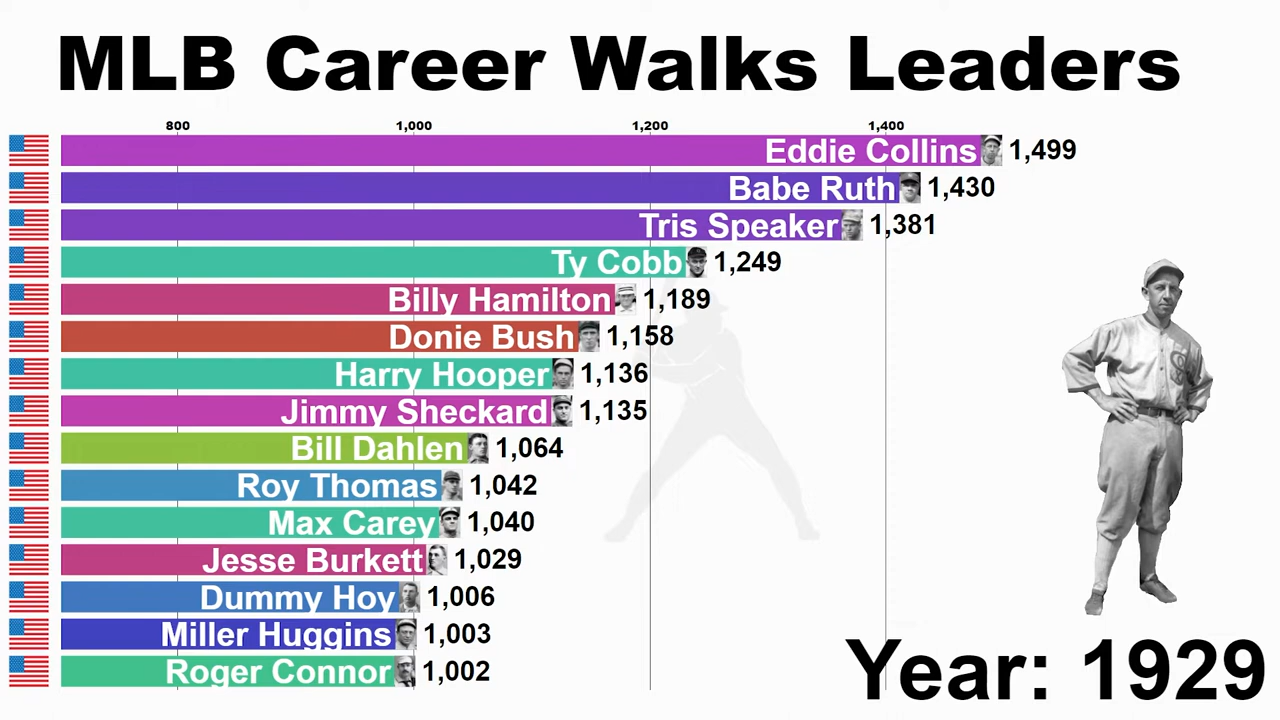 MLB Career Walks Leaders
800 1,000 1,200 1,400
Eddie Collins 1,499
Babe Ruth 1,430
Tris Speaker 1,381
Ty Cobb 1,249
Billy Hamilton 1,189
Donie Bush 1,158
Harry Hooper 1,136
Jimmy Sheckard 1,135
Bill Dahlen 1,064
Roy Thomas 1,042
Max Carey 1,040
Jesse Burkett 1,029
Dummy Hoy 1,006
Miller Huggins 1,003
Roger Connor 1,002
Year: 1929